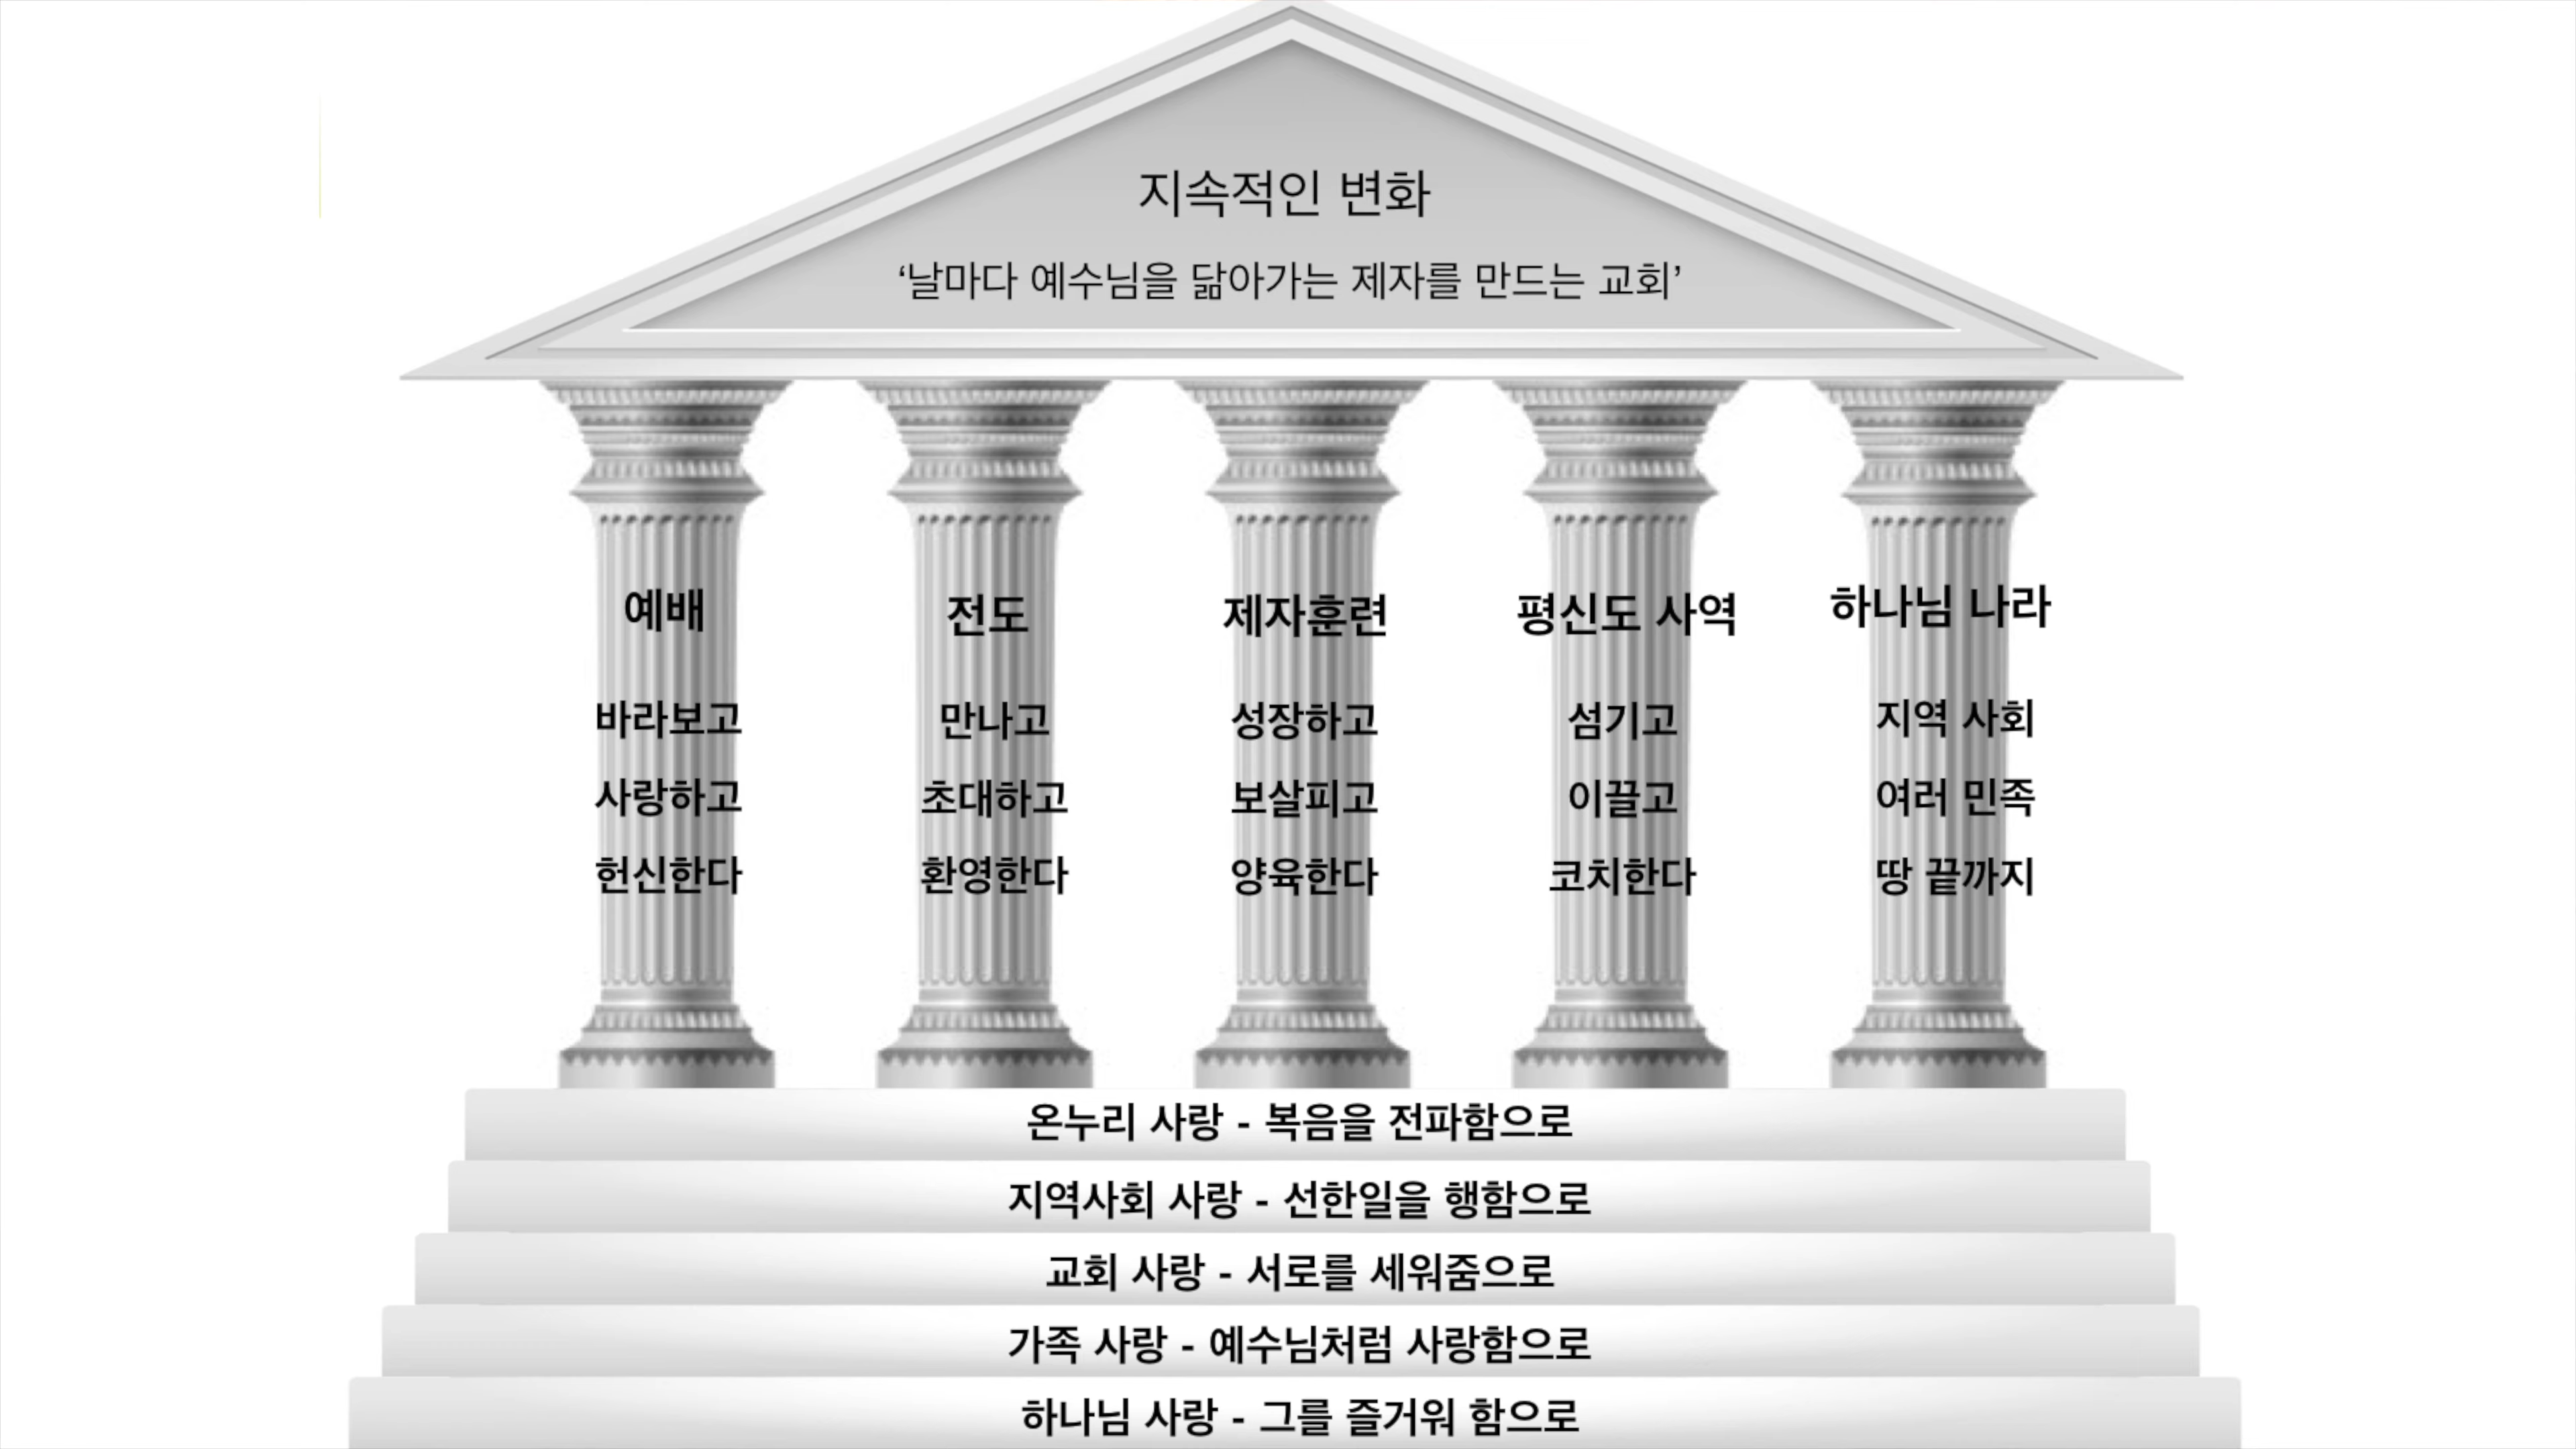 지속적인 변화
‘날마다 예수님을 닮아가는 제자를 만드는 교회’
예배
바라보고
사랑하고
헌신한다
전도
만나고
초대하고
환영한다
제자훈련
성장하고
보살피고
양육한다
평신도 사역
섬기고
이끌고
코치한다
하나님 나라
지역 사회
여러 민족
땅 끝까지
온누리 사랑 - 복음을 전파함으로
지역사회 사랑 - 선한일을 행함으로
교회 사랑 - 서로를 세워줌으로
가족 사랑 - 예수님처럼 사랑함으로
하나님 사랑 - 그를 즐거워 함으로